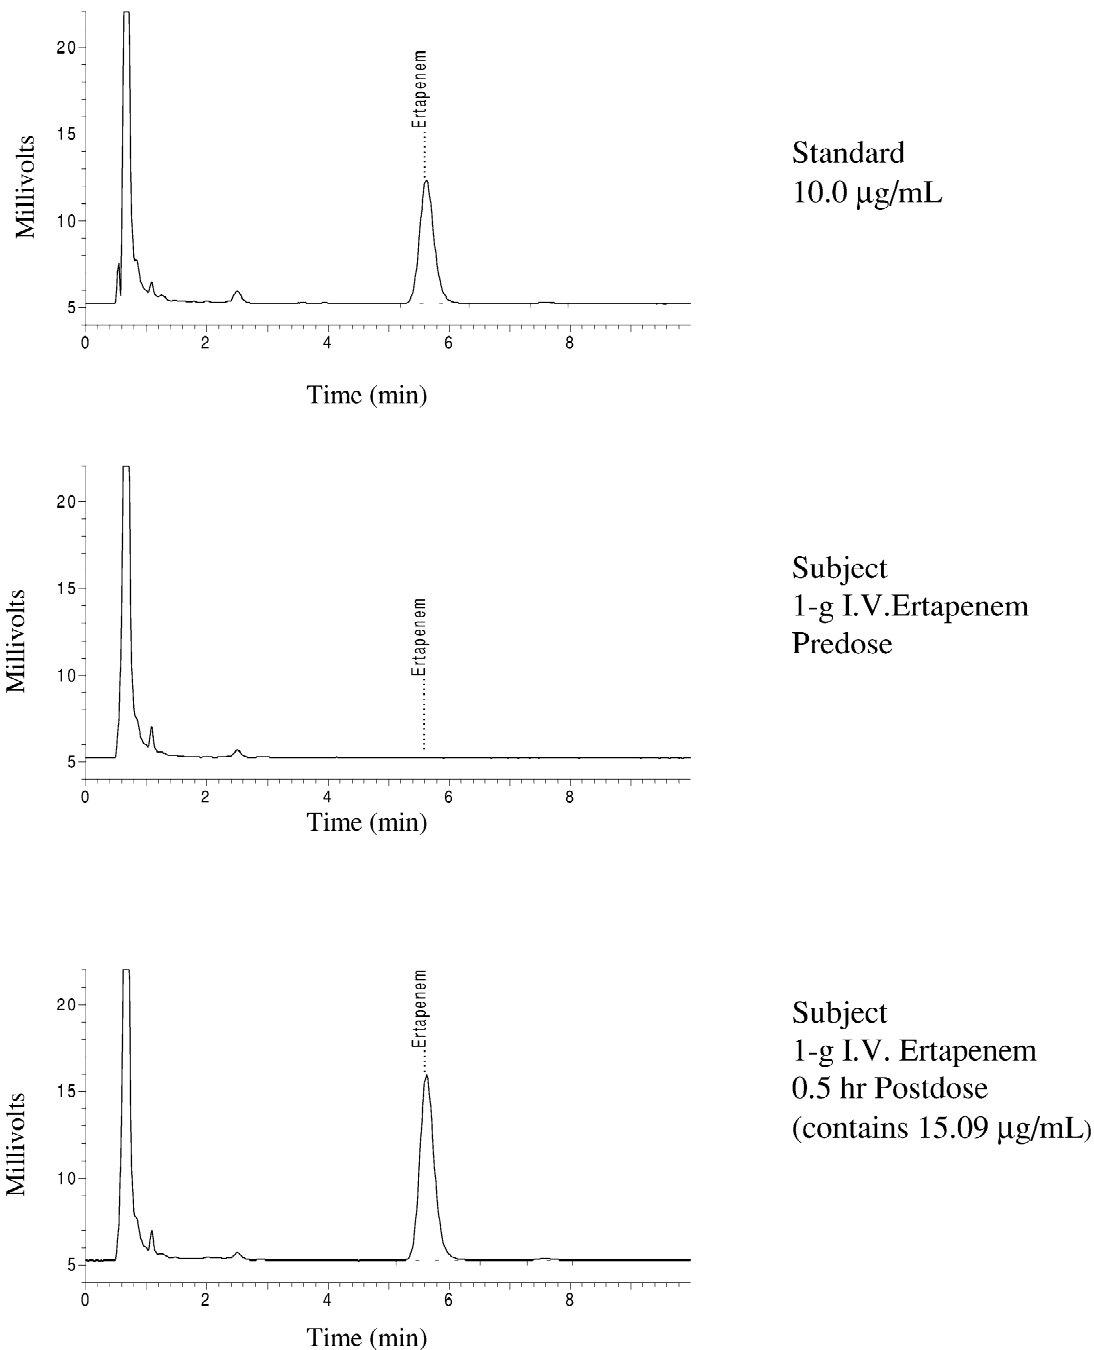 20
15
10
5
Millivolts
Ertapenem
0 2 4 6 8
Time (min)
Standard
10.0 µg/mL
20
15
10
5
Millivolts
Ertapenem
0 2 4 6 8
Time (min)
Subject
1-g I.V.Ertapenem
Predose
20
15
10
5
Millivolts
Ertapenem
0 2 4 6 8
Time (min)
Subject
1-g I.V. Ertapenem
0.5 hr Postdose
(contains 15.09 µg/mL)